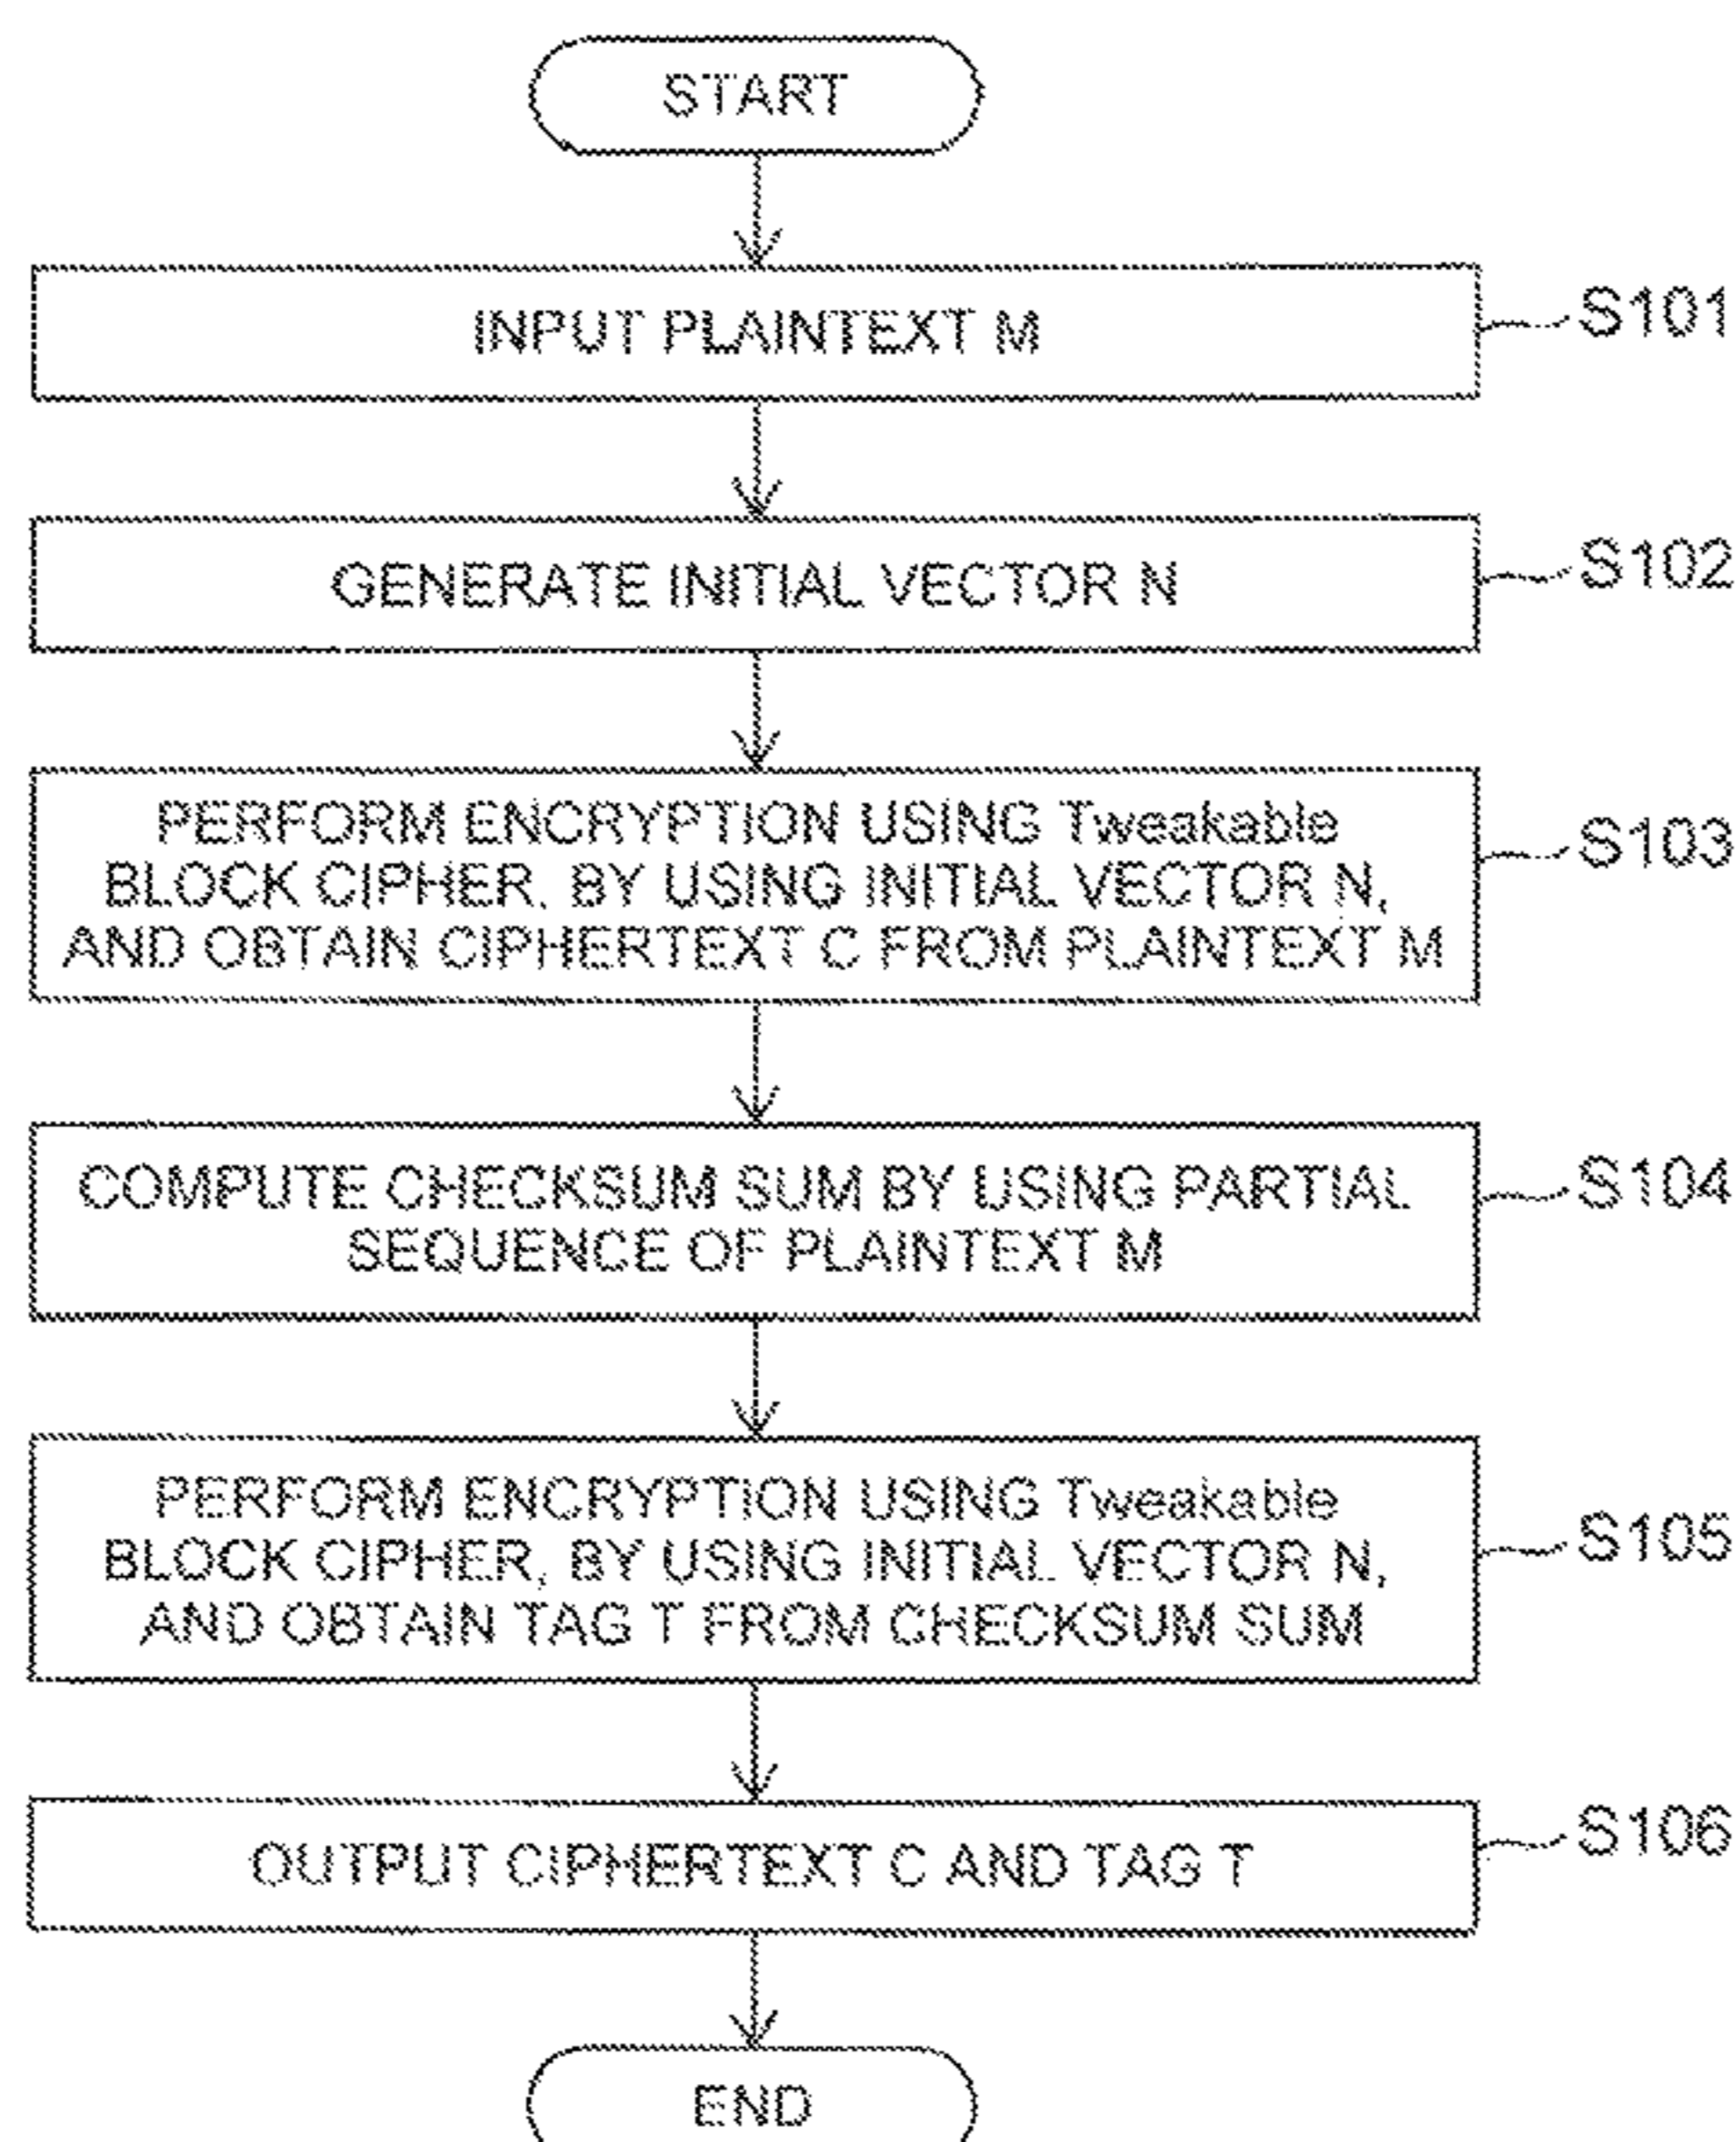 START
INPUT PLAINTEXT M
S101
GENERATE INITIAL VECTOR N
S102
PERFORM ENCRYPTION USING Tweakable
BLOCK CIPHER, BY USING INITIAL VECTOR N,
AND OBTAIN CIPHERTEXT C FROM PLAINTEXT M
S103
COMPUTE CHECKSUM SUM BY USING PARTIAL
SEQUENCE OF PLAINTEXT M
S104
PERFORM ENCRYPTION USING Tweakable
BLOCK CIPHER, BY USING INITIAL VECTOR N,
AND OBTAIN TAG T FROM CHECKSUM SUM
S105
OUTPUT CIPHERTEXT C AND TAG T
S106
END